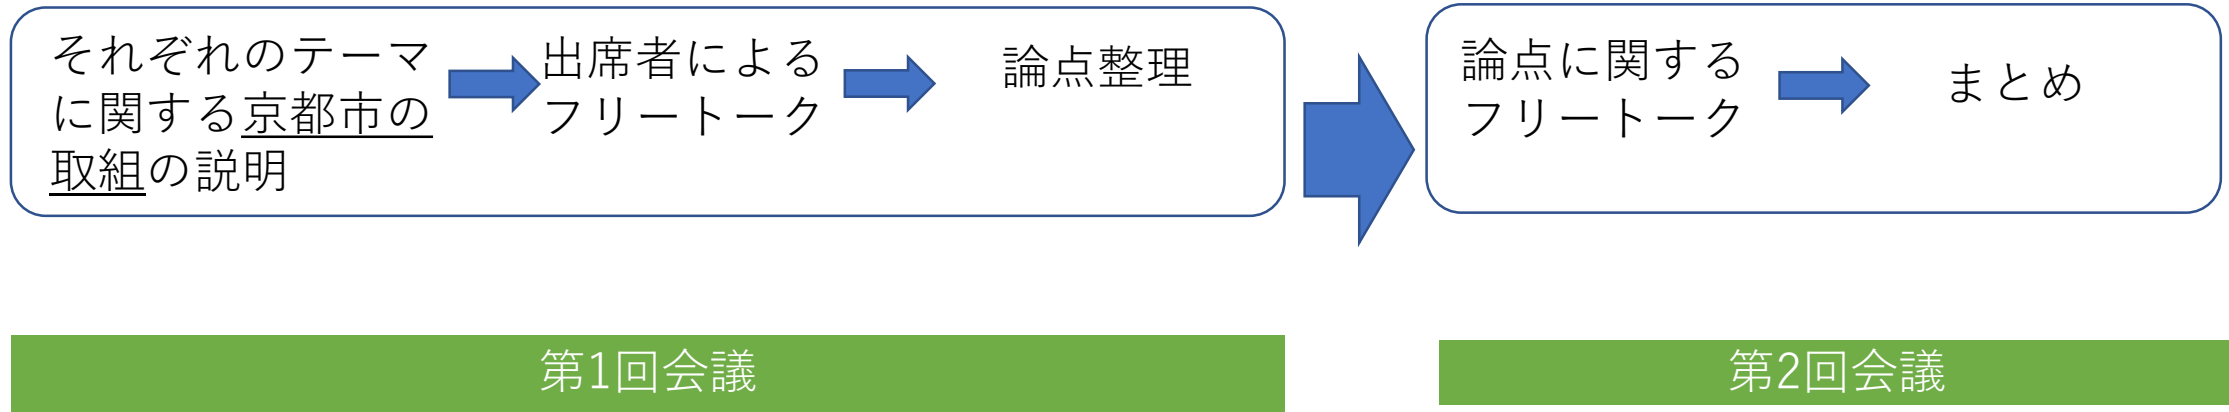 それぞれのテーマ
に関する京都市の
取組の説明
出席者による
フリートーク
論点整理
論点に関する
フリートーク
まとめ
第1回会議
第2回会議